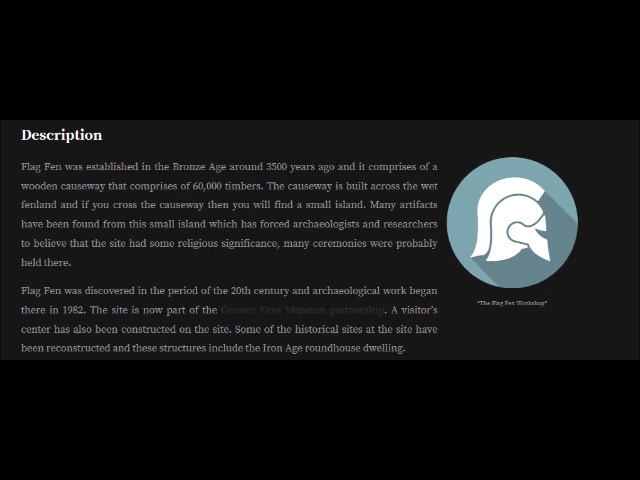 Description
Flag Fen was established in the Bronze Age around 3500 years ago and it comprises of a
wooden causeway that comprises of 60,000 timbers. The causeway is built across the wet
fenland and if you cross the causeway then you will find a small island. Many artifacts
have been found from this small island which has forced archaeologists and researchers
to believe that the site had some religious significance, many ceremonies were probably
held there.
Flag Fen was discovered in the period of the 20th century and archaeological work began
there in 1982. The site is now part of the Greater Fens Museum partnership. A visitor's
center has also been constructed on the site. Some of the historical sites at the site have
been reconstructed and these structures include the Iron Age roundhouse dwelling.
"The Flag Fen Workshop"